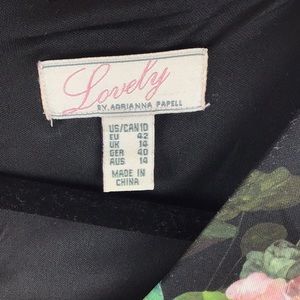 Lovely
BY ADRIANNA PAPELL
US/CAN 10
EU 42
UK 14
GER 40
AUS 14
MADE IN
CHINA